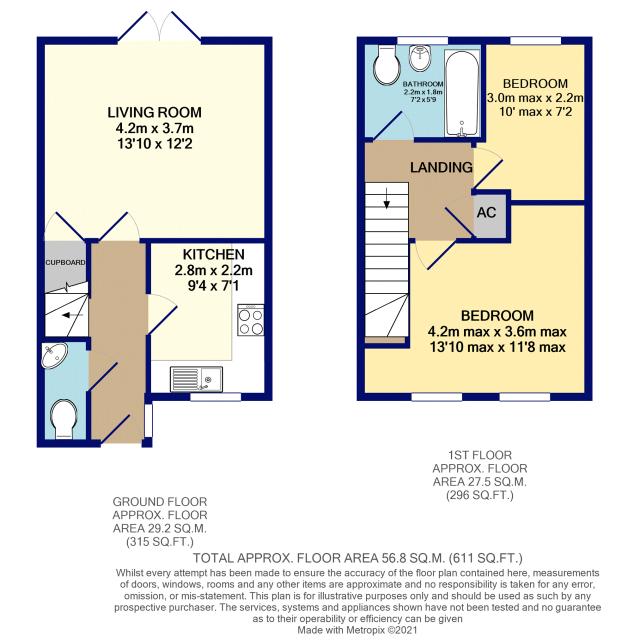 LIVING ROOM
4.2m x 3.7m
13'10 x 12'2
CUPBOARD
KITCHEN
2.8m x 2.2m
9'4 x 7'1
GROUND FLOOR
APPROX. FLOOR
AREA 29.2 SQ.M.
(315 SQ.FT.)
BATHROOM
2.2m x 1.8m
7'2 x 5'9
BEDROOM
3.0m max x 2.2m
10' max x 7'2
LANDING
AC
BEDROOM
4.2m max x 3.6m max
13'10 max x 11'8 max
1ST FLOOR
APPROX. FLOOR
AREA 27.5 SQ.M.
(296 SQ.FT.)
TOTAL APPROX. FLOOR AREA 56.8 SQ.M. (611 SQ.FT.)
Whilst every attempt has been made to ensure the accuracy of the floor plan contained here, measurements
of doors, windows, rooms and any other items are approximate and no responsibility is taken for any error,
omission, or mis-statement. This plan is for illustrative purposes only and should be used as such by any
prospective purchaser. The services, systems and appliances shown have not been tested and no guarantee
as to their operability or efficiency can be given
Made with Metropix ©2021